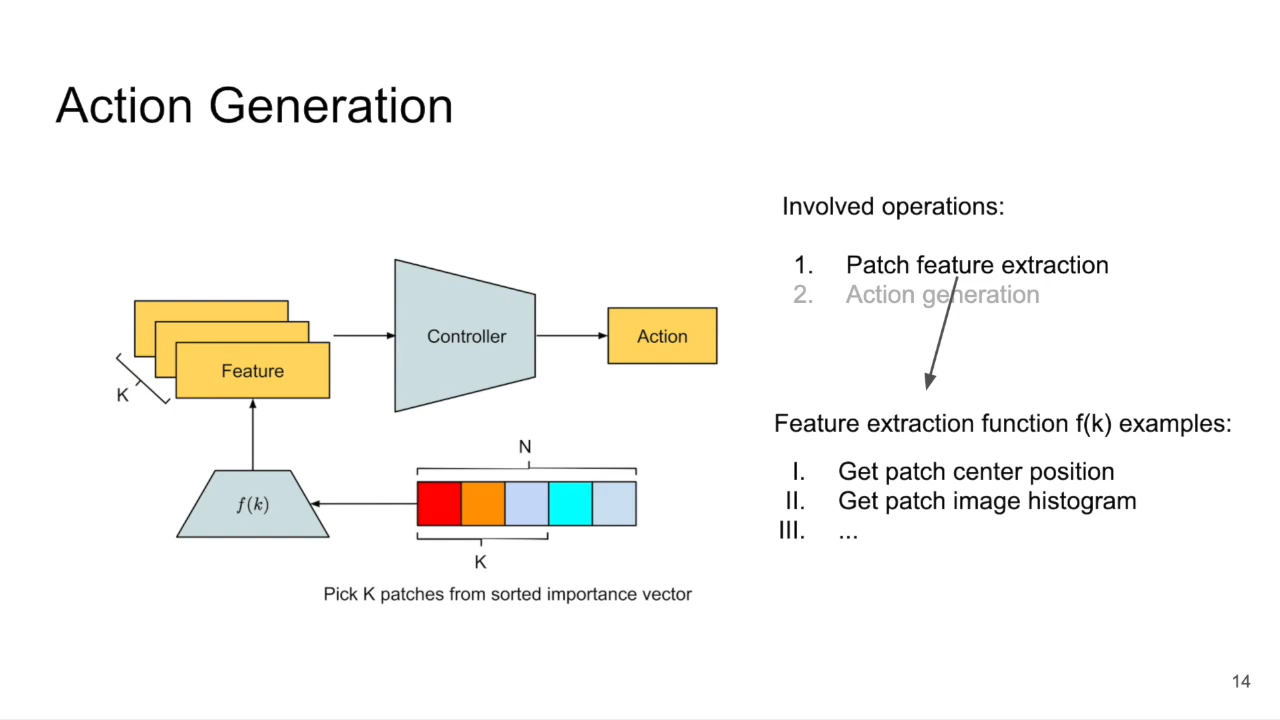 Action Generation
Involved operations:
1. Patch feature extraction
2. Action generation
Controller
Action
Feature
K
N
f(k)
K
Pick K patches from sorted importance vector
Feature extraction function f(k) examples:
I. Get patch center position
II. Get patch image histogram
III. ...
14